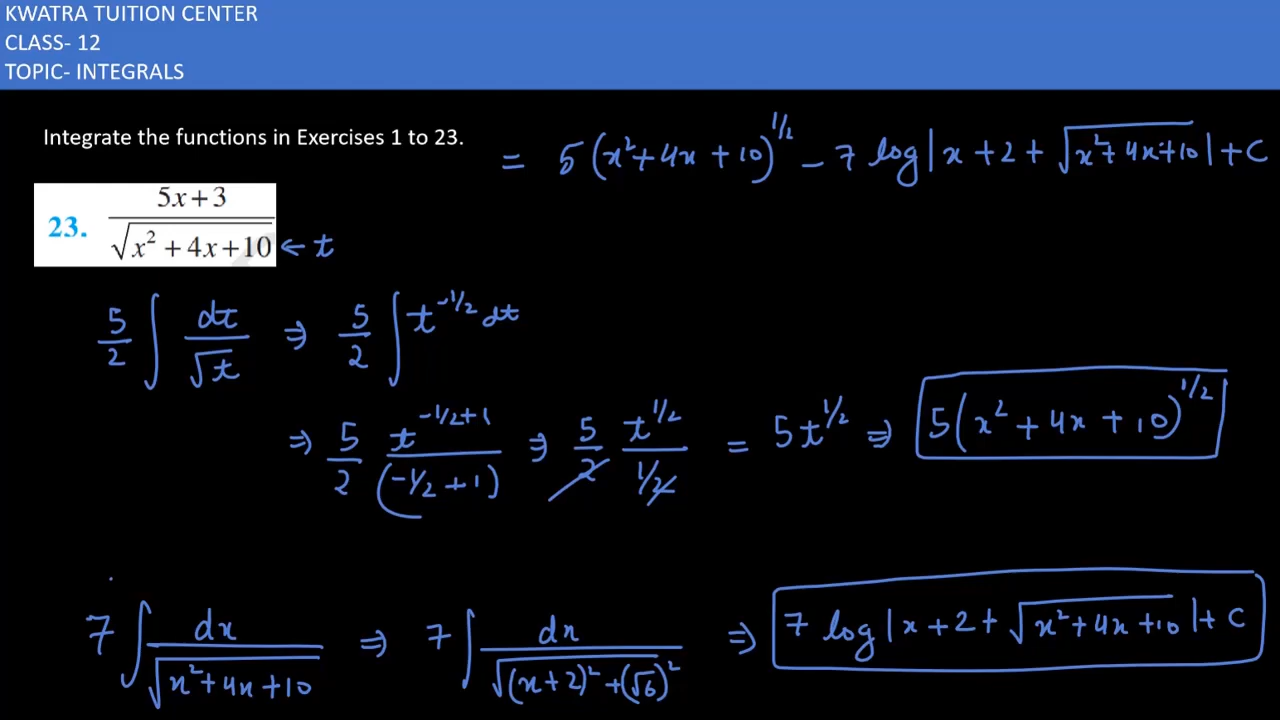 KWATRA TUITION CENTER
CLASS- 12
TOPIC- INTEGRALS
Integrate the functions in Exercises 1 to 23.
= 5(x²+4x+10)^1/2 - 7 log|x+2+√(x²+4x+10)|+C
23. (5x+3)/√(x²+4x+10) ← t
5/2 ∫ dt/√t ⇒ 5/2 ∫ t^-1/2 dt
⇒ 5/2 t^(-1/2+1)/(-1/2+1) ⇒ 5/2 t^1/2/(1/2) = 5t^1/2 ⇒ 5(x²+4x+10)^1/2
7 ∫ dx/√(x²+4x+10) ⇒ 7 ∫ dx/√((x+2)²+(√6)²) ⇒ 7 log|x+2+√(x²+4x+10)|+C